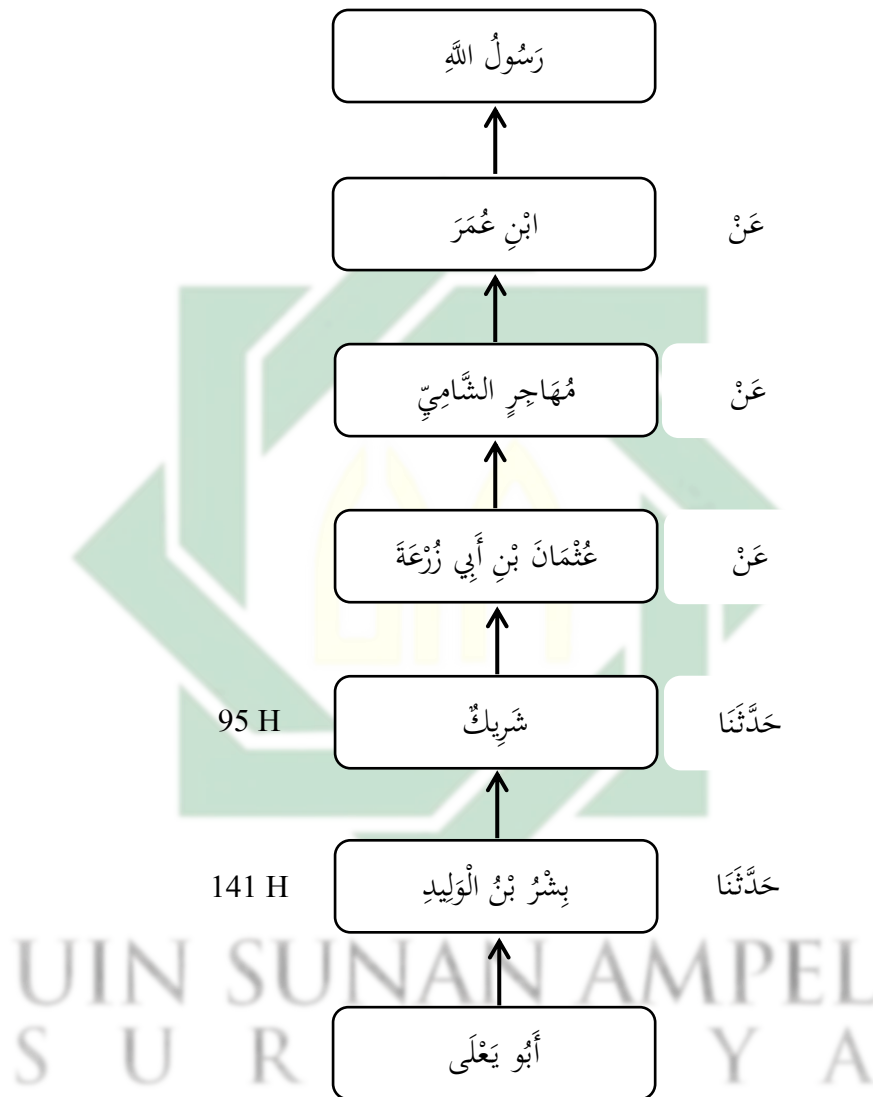 رَسُولُ اللَّهِ
ابْنِ عُمَرَ عَنْ
مُهَاجِرٍ الشَّامِيِّ عَنْ
عُثْمَانَ بْنِ أَبِي زُرْعَةَ عَنْ
95 H شَرِيكٌ حَدَّثَنَا
141 H بِشْرُ بْنُ الْوَلِيدِ حَدَّثَنَا
UIN SUNAN AMPEL
أَبُو يَعْلَى
S U R Y A